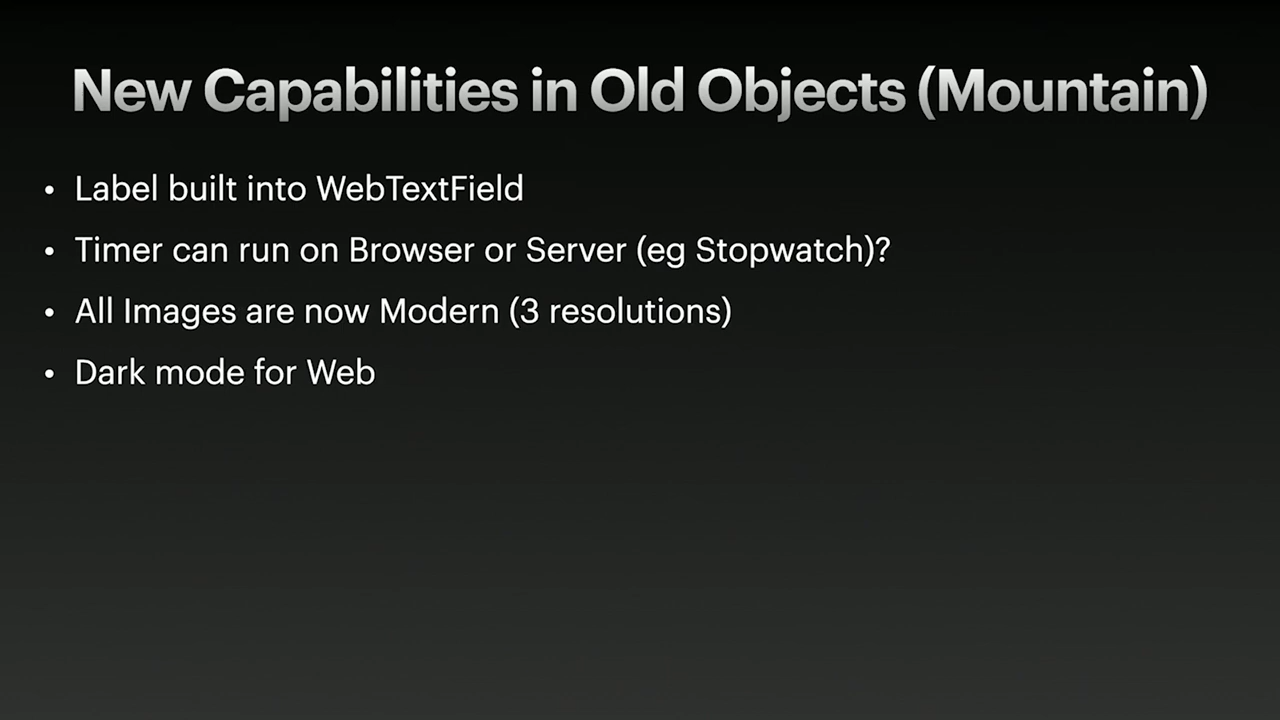 New Capabilities in Old Objects (Mountain)
• Label built into WebTextField
• Timer can run on Browser or Server (eg Stopwatch)?
• All Images are now Modern (3 resolutions)
• Dark mode for Web